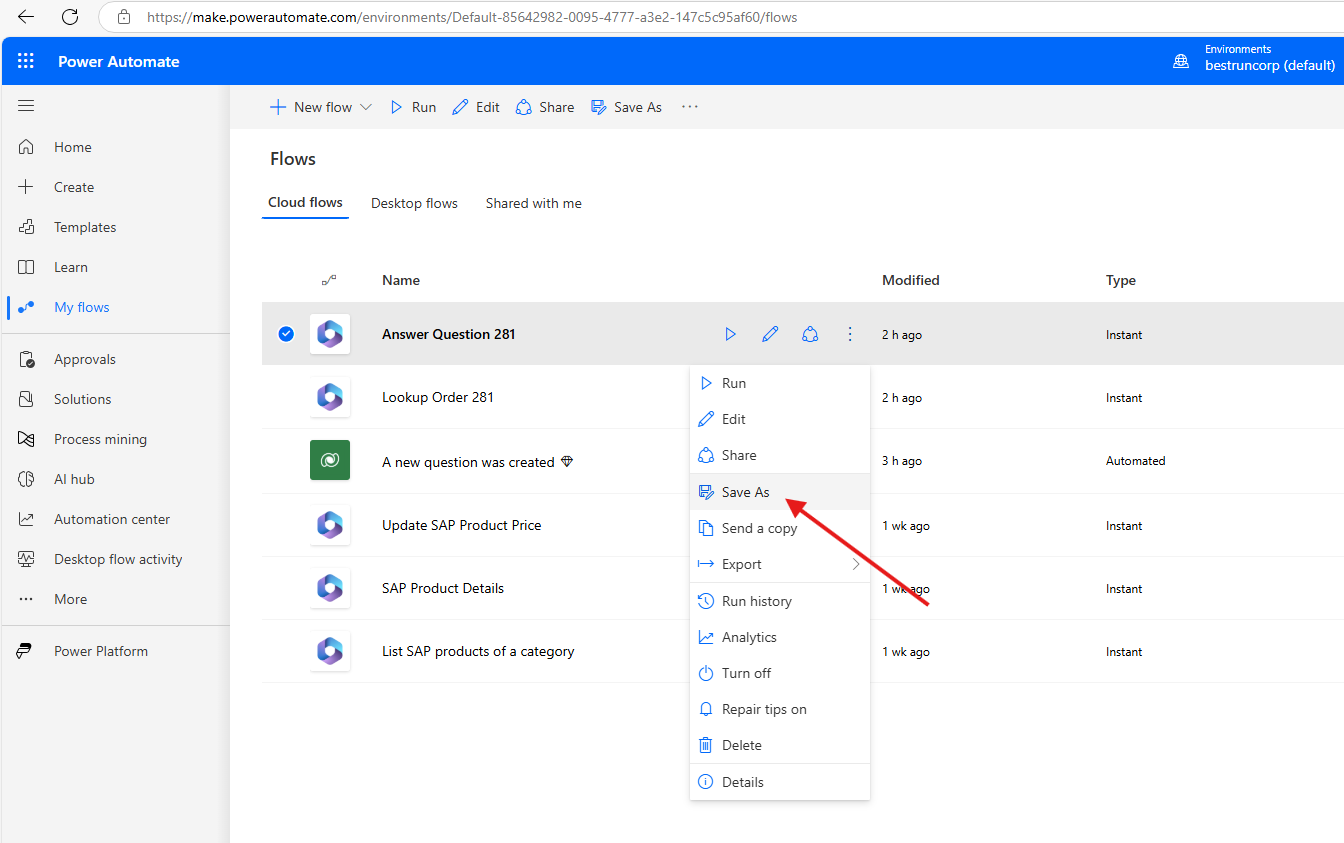 https://make.powerautomate.com/environments/Default-85642982-0095-4777-a3e2-147c5c95af60/flows
Power Automate
Environments
bestruncorp (default)
New flow Run Edit Share Save As ...
Home
Create
Templates
Learn
My flows
Approvals
Solutions
Process mining
AI hub
Automation center
Desktop flow activity
More
Power Platform
Flows
Cloud flows Desktop flows Shared with me
Name Modified Type
Answer Question 281 2 h ago Instant
Lookup Order 281 2 h ago Instant
A new question was created 3 h ago Automated
Update SAP Product Price 1 wk ago Instant
SAP Product Details 1 wk ago Instant
List SAP products of a category 1 wk ago Instant
Run
Edit
Share
Save As
Send a copy
Export
Run history
Analytics
Turn off
Repair tips on
Delete
Details